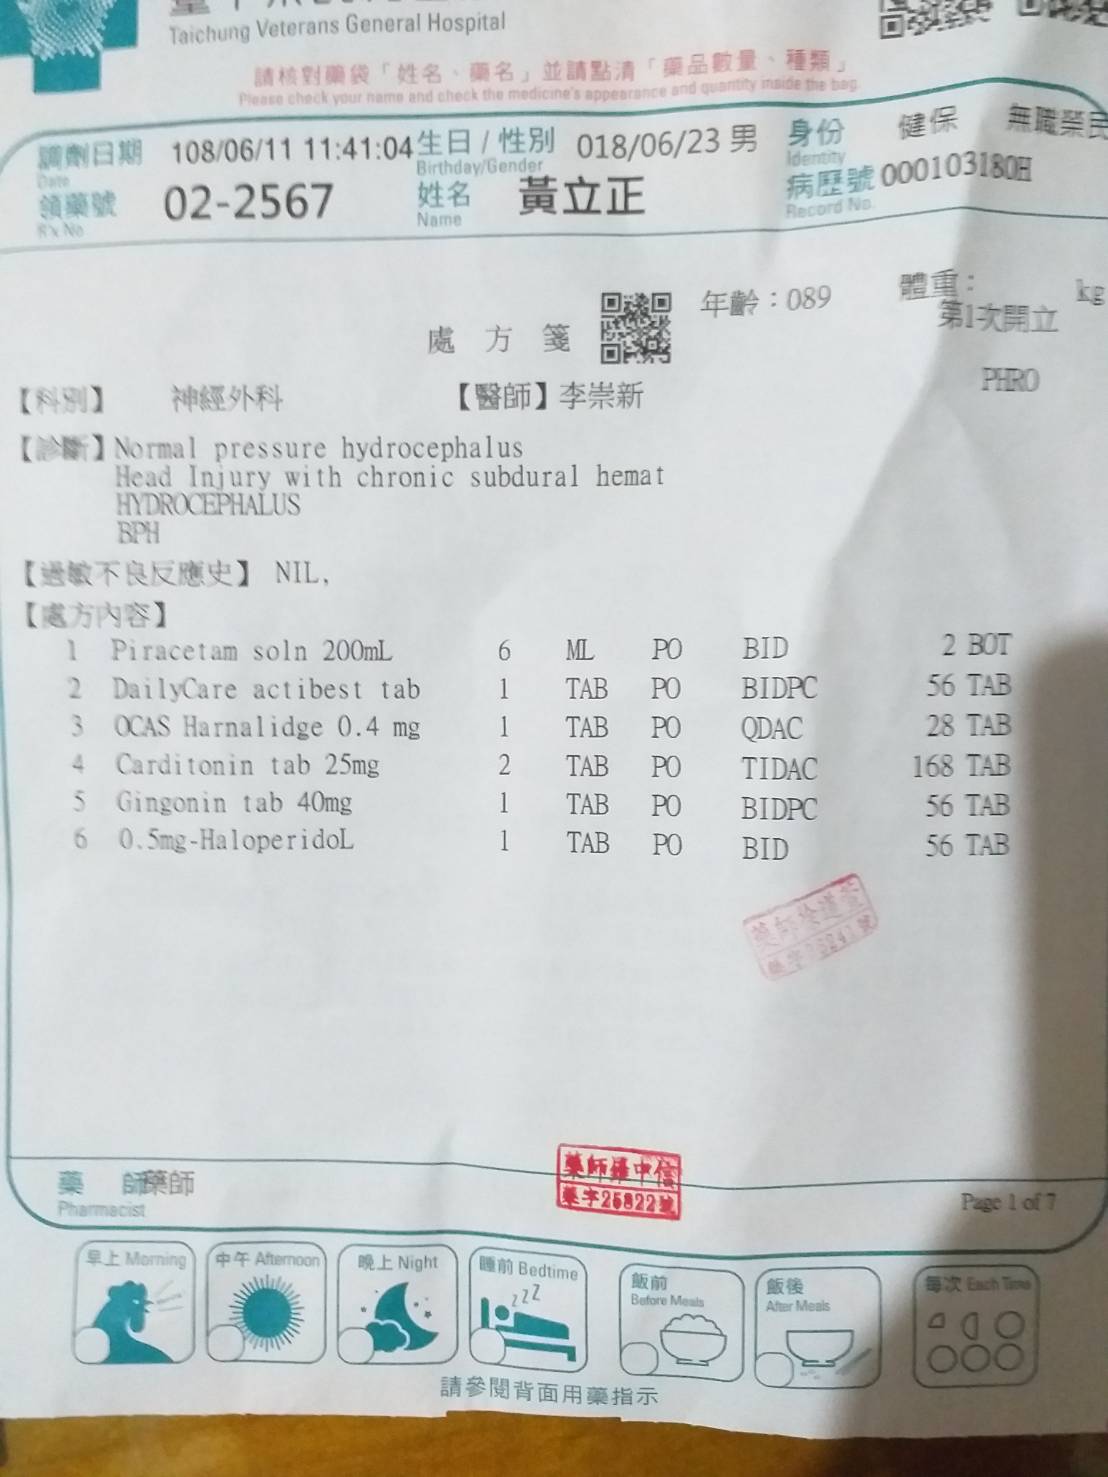 Taichung Veterans General Hospital
請核對藥袋「姓名、藥名」並請點清「藥品數量、種類」
Please check your name and check the medicine's appearance and quantity inside the bag.
調劑日期 108/06/11 11:41:04 生日/性別 018/06/23 男 身份 健保 無職榮民
Date Birthday/Gender Identity
領藥號 02-2567 姓名 黃立正 病歷號 000103180H
Rx No Name Record No.
體重: kg
處 方 箋 年齡:089 第1次開立
PHRO
【科別】 神經外科 【醫師】李崇新
【診斷】Normal pressure hydrocephalus
Head Injury with chronic subdural hemat
HYDROCEPHALUS
BPH
【過敏不良反應史】 NIL,
【處方內容】
1 Piracetam soln 200mL 6 ML PO BID 2 BOT
2 DailyCare actibest tab 1 TAB PO BIDPC 56 TAB
3 OCAS Harnalidge 0.4 mg 1 TAB PO QDAC 28 TAB
4 Carditonin tab 25mg 2 TAB PO TIDAC 168 TAB
5 Gingonin tab 40mg 1 TAB PO BIDPC 56 TAB
6 0.5mg-HaloperidoL 1 TAB PO BID 56 TAB
藥師
藥 師藥師 藥師 中信
Pharmacist 藥字25822號 Page 1 of 7
早上 Morning 中午 Afternoon 晚上 Night 睡前 Bedtime 飯前 Before Meals 飯後 After Meals 每次 Each Time
zzZ
請參閱背面用藥指示